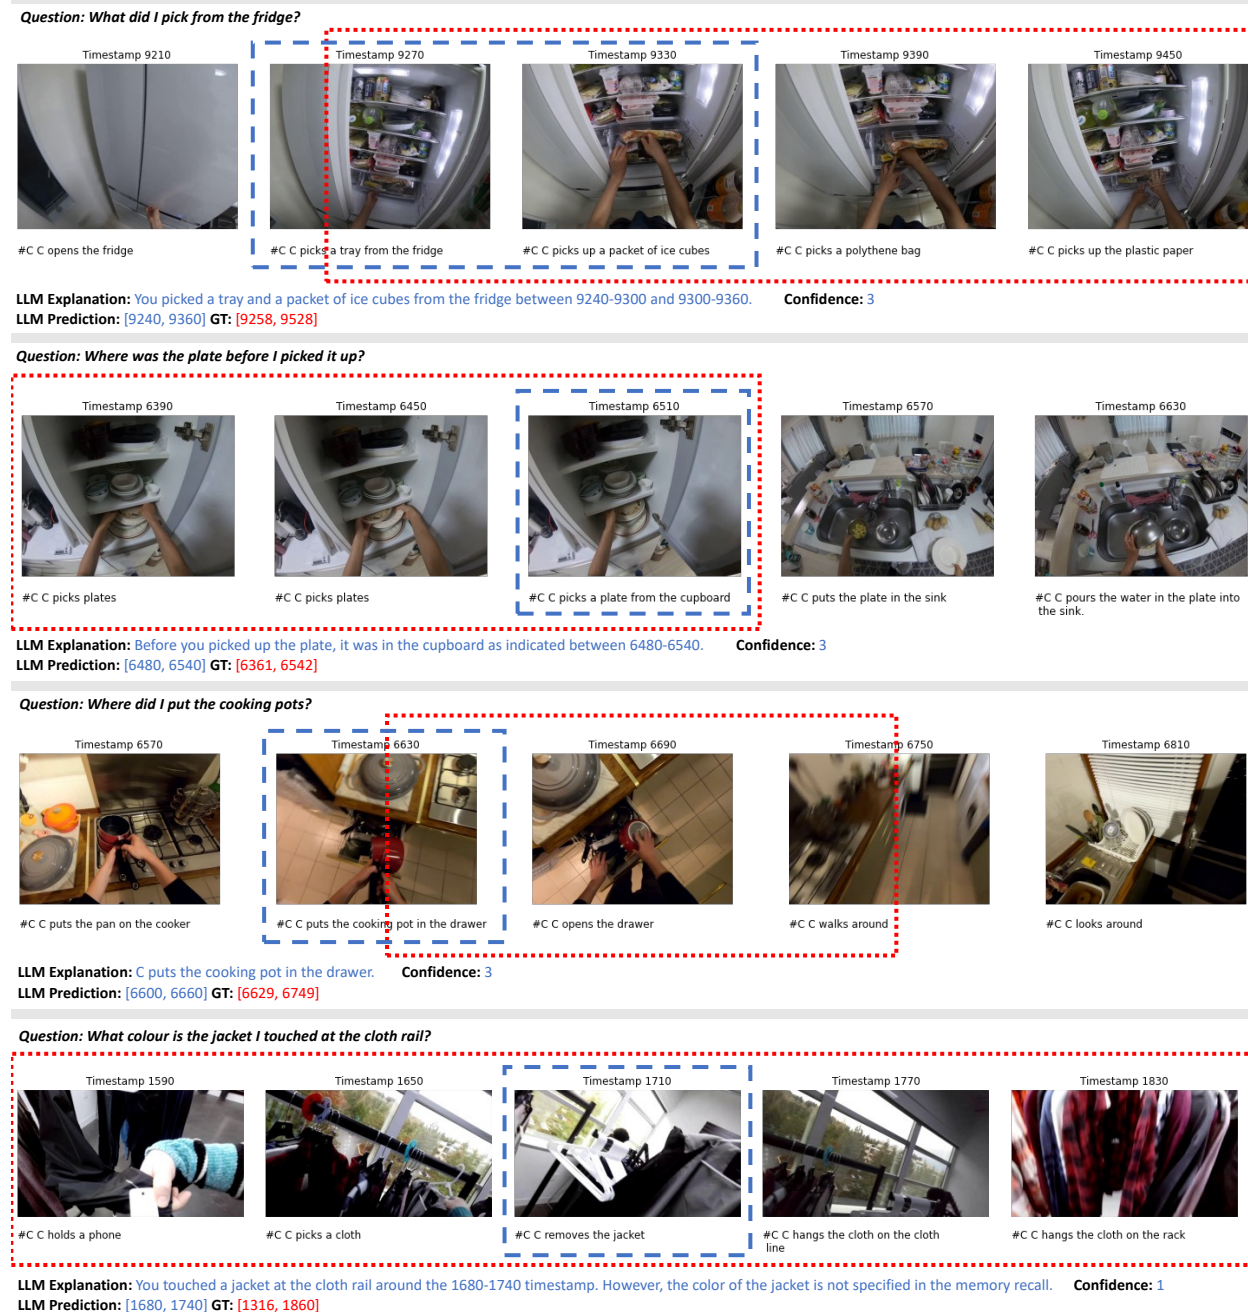 Question: What did I pick from the fridge?
Timestamp 9210
Timestamp 9270
Timestamp 9330
Timestamp 9390
Timestamp 9450
#C C opens the fridge
#C C picks a tray from the fridge
#C C picks up a packet of ice cubes
#C C picks a polythene bag
#C C picks up the plastic paper
LLM Explanation: You picked a tray and a packet of ice cubes from the fridge between 9240-9300 and 9300-9360. Confidence: 3
LLM Prediction: [9240, 9360] GT: [9258, 9528]
Question: Where was the plate before I picked it up?
Timestamp 6390
Timestamp 6450
Timestamp 6510
Timestamp 6570
Timestamp 6630
#C C picks plates
#C C picks plates
#C C picks a plate from the cupboard
#C C puts the plate in the sink
#C C pours the water in the plate into
the sink.
LLM Explanation: Before you picked up the plate, it was in the cupboard as indicated between 6480-6540. Confidence: 3
LLM Prediction: [6480, 6540] GT: [6361, 6542]
Question: Where did I put the cooking pots?
Timestamp 6570
Timestamp 6630
Timestamp 6690
Timestamp 6750
Timestamp 6810
#C C puts the pan on the cooker
#C C puts the cooking pot in the drawer
#C C opens the drawer
#C C walks around
#C C looks around
LLM Explanation: C puts the cooking pot in the drawer. Confidence: 3
LLM Prediction: [6600, 6660] GT: [6629, 6749]
Question: What colour is the jacket I touched at the cloth rail?
Timestamp 1590
Timestamp 1650
Timestamp 1710
Timestamp 1770
Timestamp 1830
#C C holds a phone
#C C picks a cloth
#C C removes the jacket
#C C hangs the cloth on the cloth
line
#C C hangs the cloth on the rack
LLM Explanation: You touched a jacket at the cloth rail around the 1680-1740 timestamp. However, the color of the jacket is not specified in the memory recall. Confidence: 1
LLM Prediction: [1680, 1740] GT: [1316, 1860]